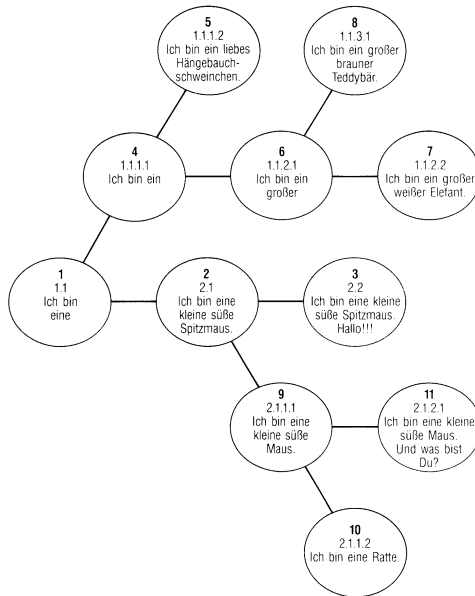 5
1.1.1.2
Ich bin ein liebes
Hängebauch-
schweinchen.
8
1.1.3.1
Ich bin ein großer
brauner
Teddybär.
4
1.1.1.1
Ich bin ein
6
1.1.2.1
Ich bin ein
großer
7
1.1.2.2
Ich bin ein großer
weißer Elefant.
1
1.1
Ich bin
eine
2
2.1
Ich bin eine
kleine süße
Spitzmaus.
3
2.2
Ich bin eine kleine
süße Spitzmaus.
Hallo!!!
9
2.1.1.1
Ich bin eine
kleine süße
Maus.
11
2.1.2.1
Ich bin eine kleine
süße Maus.
Und was bist
Du?
10
2.1.1.2
Ich bin eine Ratte.